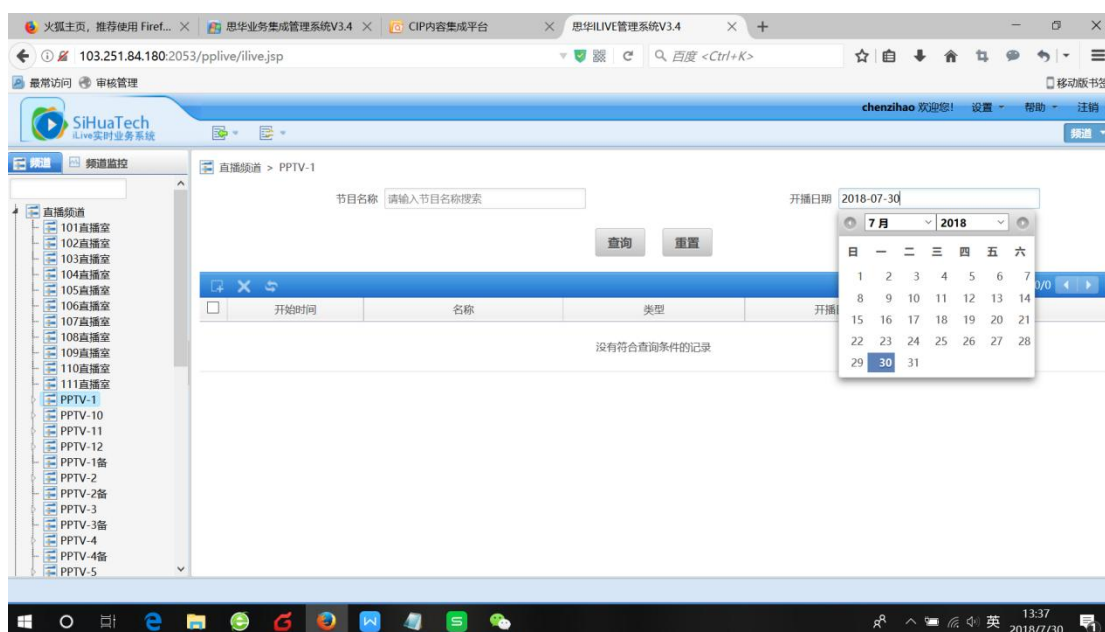 火狐主页，推荐使用 Firef...
思华业务集成管理系统V3.4
CIP内容集成平台
思华ILIVE管理系统V3.4
103.251.84.180:2053/pplive/ilive.jsp
百度 <Ctrl+K>
最常访问 审核管理
移动版书签
chenzihao 欢迎您! 设置 帮助 注销
SiHuaTech
iLive实时业务系统
频道
频道 频道监控
直播频道 > PPTV-1
节目名称 请输入节目名称搜索
开播日期 2018-07-30
查询 重置
7月 2018
日 一 二 三 四 五 六
1 2 3 4 5 6 7
8 9 10 11 12 13 14
15 16 17 18 19 20 21
22 23 24 25 26 27 28
29 30 31
0/0
开始时间 名称 类型 开播
没有符合查询条件的记录
直播频道
101直播室
102直播室
103直播室
104直播室
105直播室
106直播室
107直播室
108直播室
109直播室
110直播室
111直播室
PPTV-1
PPTV-10
PPTV-11
PPTV-12
PPTV-1备
PPTV-2
PPTV-2备
PPTV-3
PPTV-3备
PPTV-4
PPTV-4备
PPTV-5
英
13:37
2018/7/30